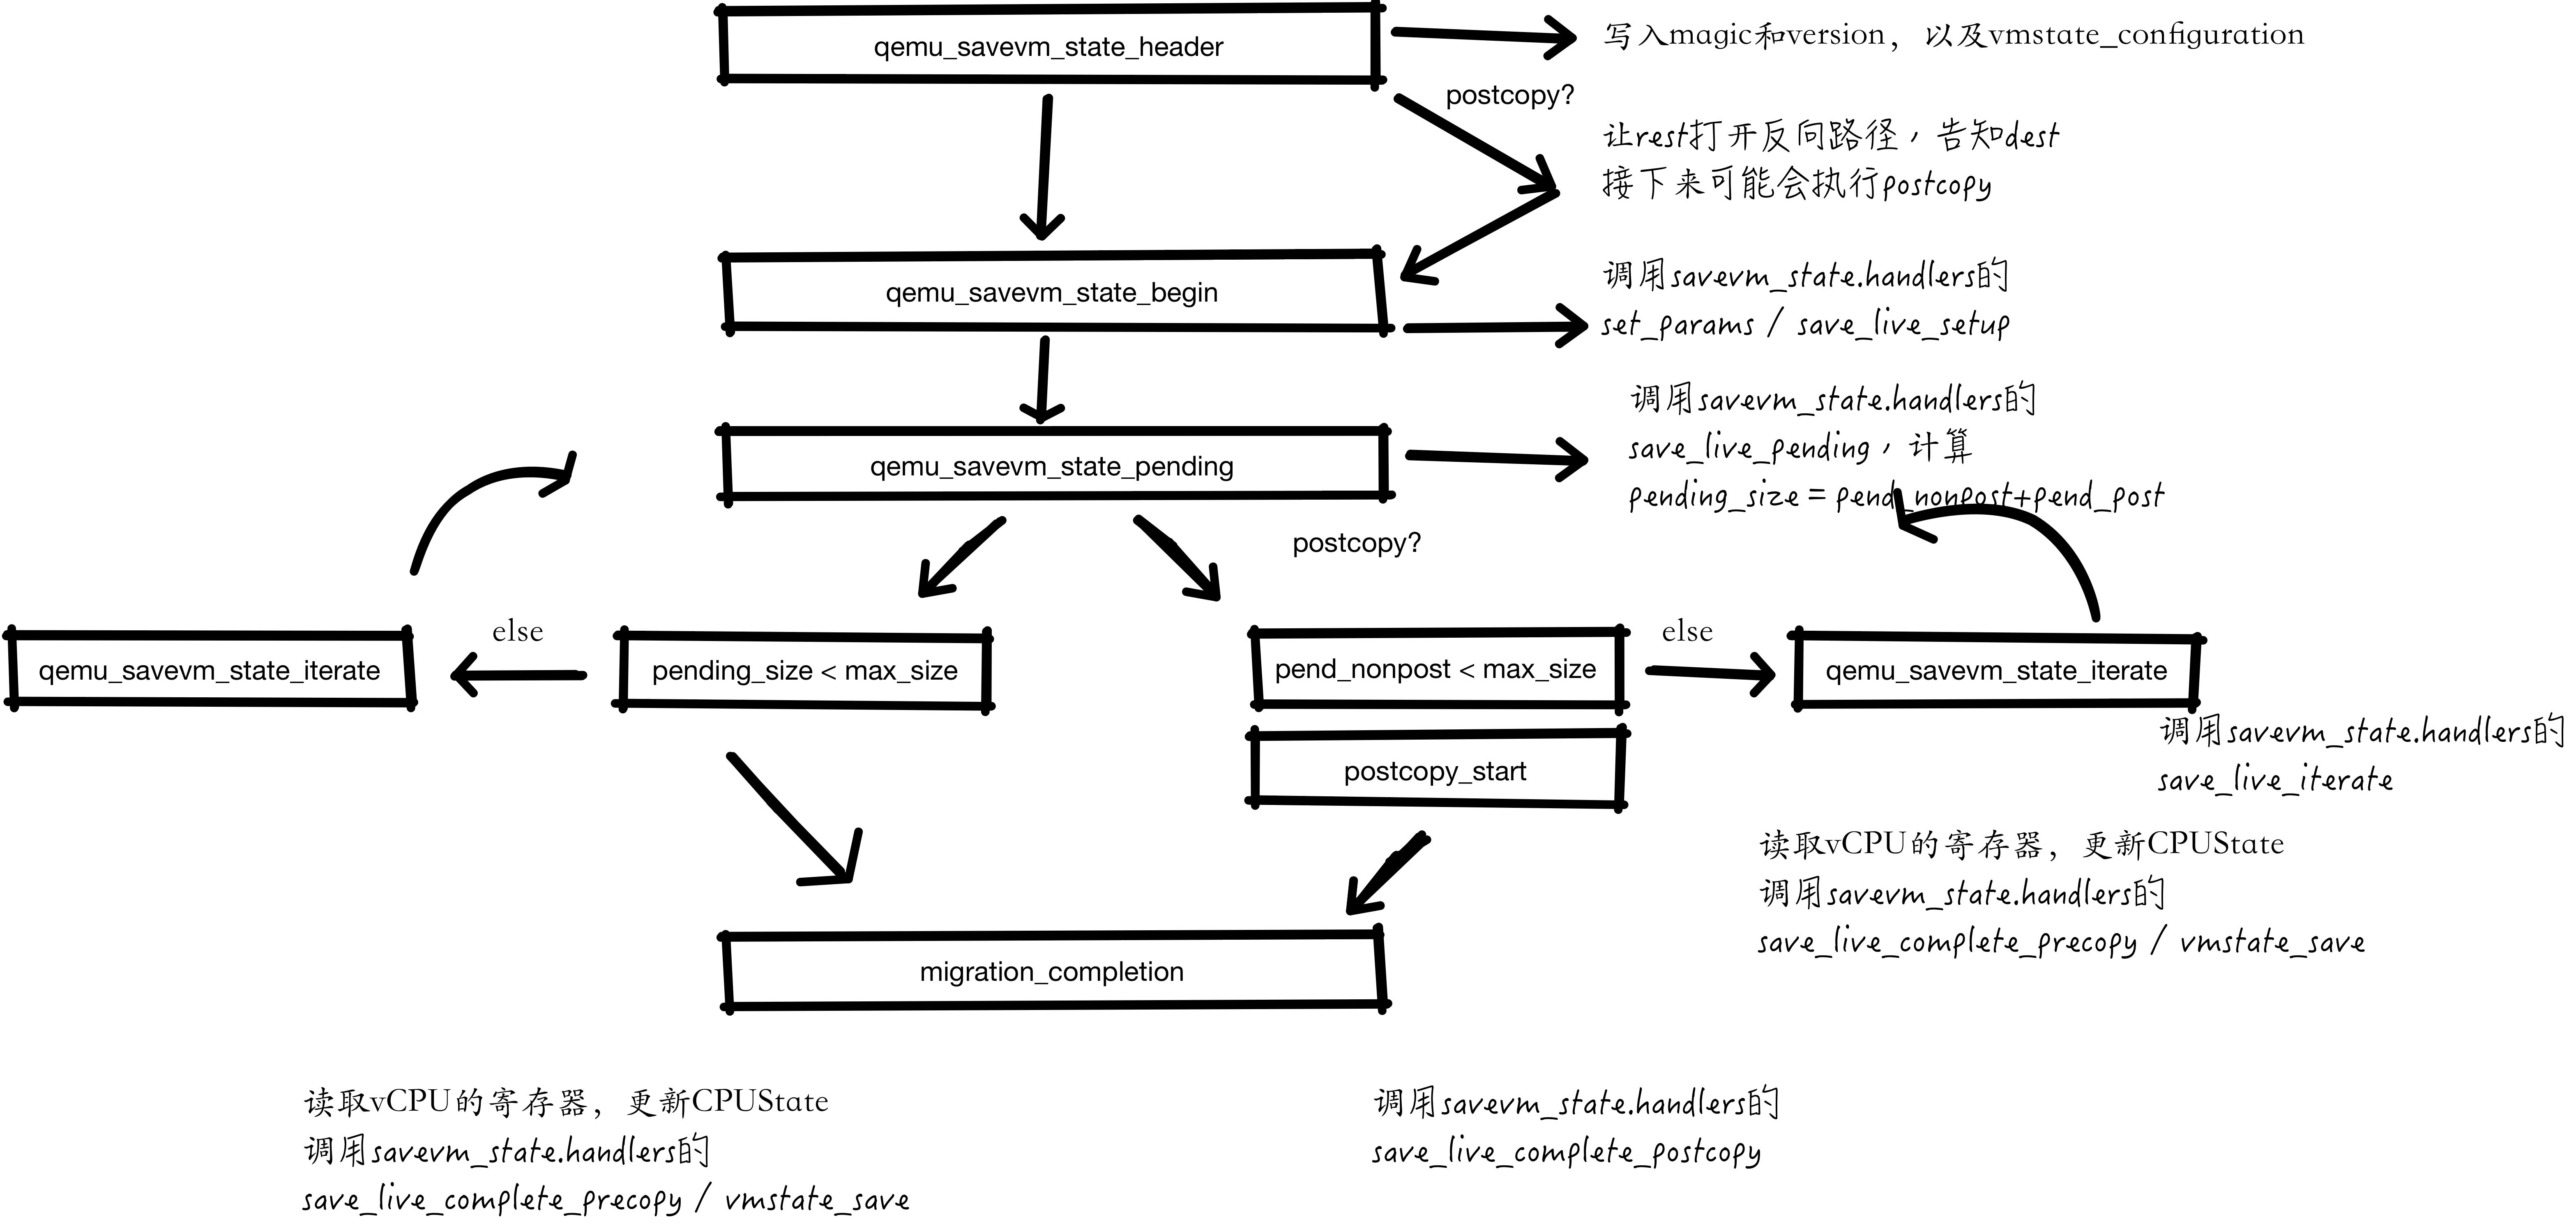 qemu_savevm_state_header
写入magic和version，以及vmstate_configuration
postcopy?
让rest打开反向路径，告知dest
接下来可能会执行postcopy
qemu_savevm_state_begin
调用savevm_state.handlers的
set_params / save_live_setup
qemu_savevm_state_pending
调用savevm_state.handlers的
save_live_pending，计算
pending_size = pend_nonpost+pend_post
postcopy?
qemu_savevm_state_iterate
else
pending_size < max_size
pend_nonpost < max_size
else
qemu_savevm_state_iterate
postcopy_start
调用savevm_state.handlers的
save_live_iterate
读取vCPU的寄存器，更新CPUState
调用savevm_state.handlers的
save_live_complete_precopy / vmstate_save
migration_completion
读取vCPU的寄存器，更新CPUState
调用savevm_state.handlers的
save_live_complete_precopy / vmstate_save
调用savevm_state.handlers的
save_live_complete_postcopy